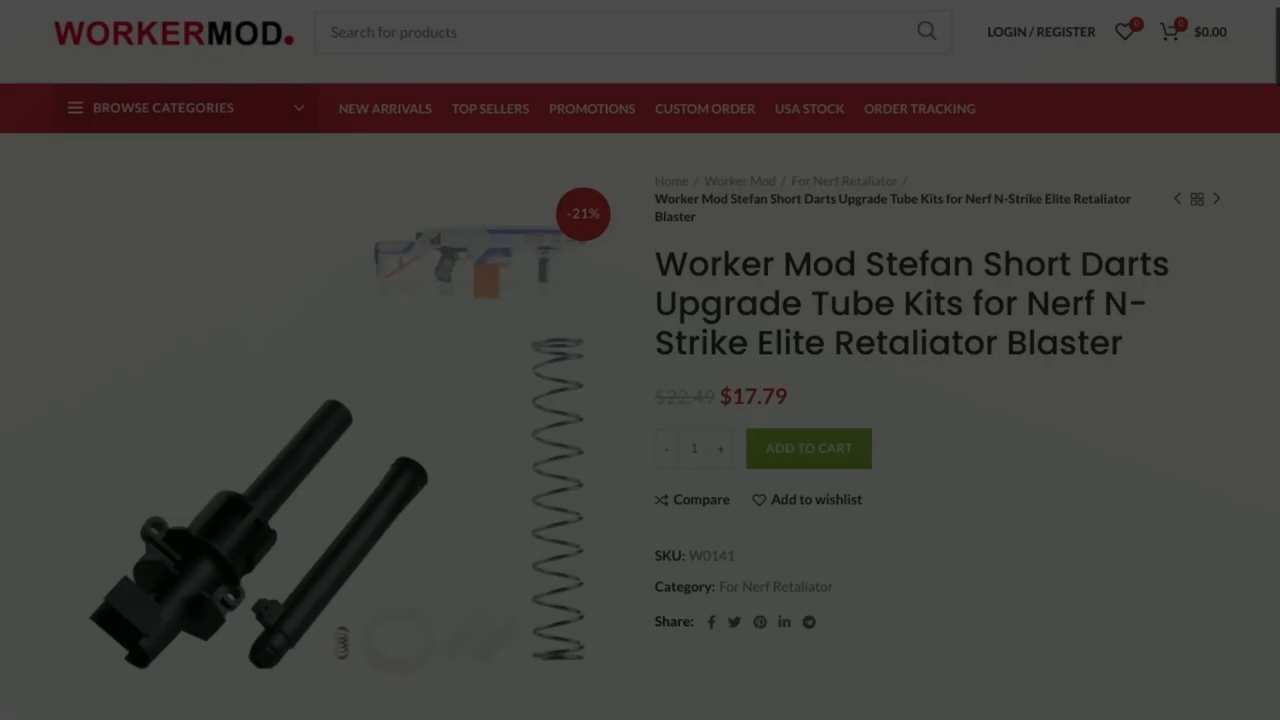 WORKERMOD.
Search for products
LOGIN / REGISTER
0
0
$0.00
BROWSE CATEGORIES
NEW ARRIVALS
TOP SELLERS
PROMOTIONS
CUSTOM ORDER
USA STOCK
ORDER TRACKING
-21%
Home / Worker Mod / For Nerf Retaliator /
Worker Mod Stefan Short Darts Upgrade Tube Kits for Nerf N-Strike Elite Retaliator
Blaster
Worker Mod Stefan Short Darts
Upgrade Tube Kits for Nerf N-
Strike Elite Retaliator Blaster
$22.49 $17.79
- 1 +
ADD TO CART
Compare
Add to wishlist
SKU: W0141
Category: For Nerf Retaliator
Share: